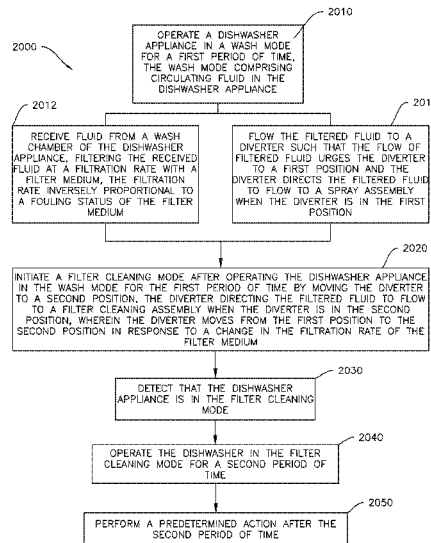 2010
2000
OPERATE A DISHWASHER
APPLIANCE IN A WASH MODE
FOR A FIRST PERIOD OF TIME,
THE WASH MODE COMPRISING
CIRCULATING FLUID IN THE
DISHWASHER APPLIANCE
2012
RECEIVE FLUID FROM A WASH
CHAMBER OF THE DISHWASHER
APPLIANCE, FILTERING THE RECEIVED
FLUID AT A FILTRATION RATE WITH A
FILTER MEDIUM, THE FILTRATION
RATE INVERSELY PROPORTIONAL TO
A FOULING STATUS OF THE FILTER
MEDIUM
201
FLOW THE FILTERED FLUID TO A
DIVERTER SUCH THAT THE FLOW OF
FILTERED FLUID URGES THE DIVERTER
TO A FIRST POSITION AND THE
DIVERTER DIRECTS THE FILTERED FLUID
TO FLOW TO A SPRAY ASSEMBLY
WHEN THE DIVERTER IS IN THE FIRST
POSITION
2020
INITIATE A FILTER CLEANING MODE AFTER OPERATING THE DISHWASHER APPLIANCE
IN THE WASH MODE FOR THE FIRST PERIOD OF TIME BY MOVING THE DIVERTER
TO A SECOND POSITION, THE DIVERTER DIRECTING THE FILTERED FLUID TO FLOW
TO A FILTER CLEANING ASSEMBLY WHEN THE DIVERTER IS IN THE SECOND
POSITION, WHEREIN THE DIVERTER MOVES FROM THE FIRST POSITION TO THE
SECOND POSITION IN RESPONSE TO A CHANGE IN THE FILTRATION RATE OF THE
FILTER MEDIUM
2030
DETECT THAT THE DISHWASHER
APPLIANCE IS IN THE FILTER CLEANING
MODE
2040
OPERATE THE DISHWASHER IN THE FILTER
CLEANING MODE FOR A SECOND PERIOD OF
TIME
2050
PERFORM A PREDETERMINED ACTION AFTER THE
SECOND PERIOD OF TIME